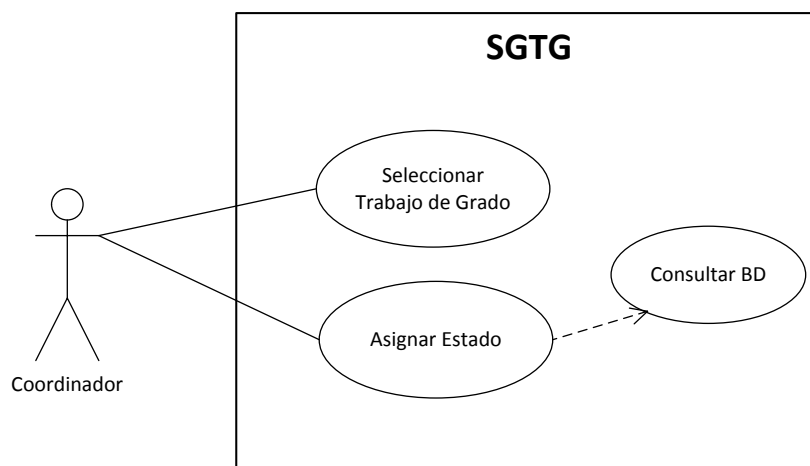 SGTG
Seleccionar
Trabajo de Grado
Consultar BD
Asignar Estado
Coordinador